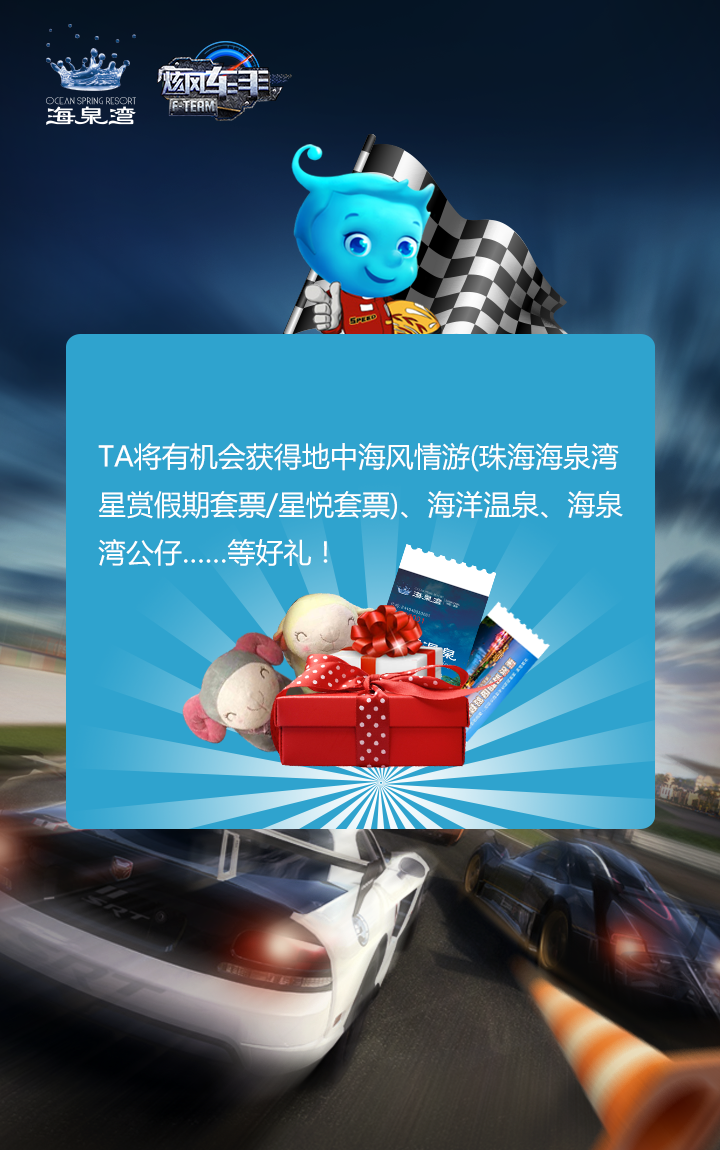 OCEAN SPRING RESORT
海泉湾
炫风车手
F-TEAM
SPEED
TA将有机会获得地中海风情游(珠海海泉湾
星赏假期套票/星悦套票)、海洋温泉、海泉
湾公仔......等好礼！
海泉湾
SRT